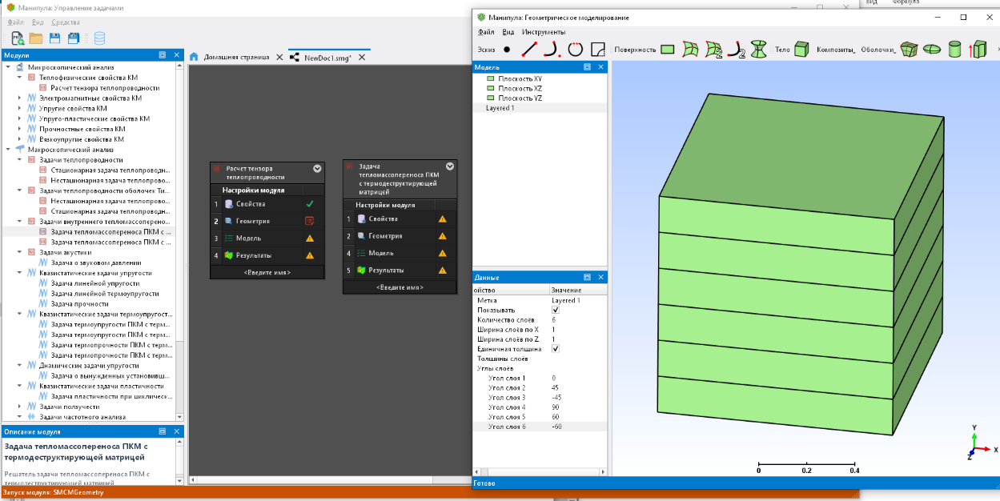 Манипула: Управление задачами
Файл Вид Средства
Модули
Микроскопический анализ
Теплофизические свойства КМ
Расчет тензора теплопроводности
Электромагнитные свойства КМ
Упругие свойства КМ
Упруго-пластические свойства КМ
Прочностные свойства КМ
Вязкоупругие свойства КМ
Макроскопический анализ
Задачи теплопроводности
Стационарная задача теплопроводн...
Нестационарная задача теплопрово...
Задачи теплопроводности оболочек Ти...
Нестационарная задача теплопрово...
Стационарная задача теплопроводн...
Задачи внутреннего тепломассоперено...
Задача тепломассопереноса ПКМ с ...
Задача тепломассопереноса ПКМ с ...
Задачи акустики
Задача о звуковом давлении
Квазистатические задачи упругости
Задача линейной упругости
Задача линейной термоупругости
Задача прочности
Квазистатические задачи термоупругост...
Задача термоупругости ПКМ с терм...
Задача термоупругости ПКМ с терм...
Задача термопрочности ПКМ с терм...
Задача термопрочности ПКМ с терм...
Динамические задачи упругости
Задача о вынужденных установивш...
Квазистатические задачи пластичности
Задача пластичности при циклическ...
Задачи ползучести
Задачи частотного анализа
Описание модуля
Задача тепломассопереноса ПКМ с
термодеструктирующей матрицей
Решатель задачи тепломассопереноса ПКМ с
термодеструктирующей матрицей
Запуск модуля: SMCMGeometry
Домашняя страница
NewDoc1.smg*
Расчет тензора
теплопроводности
Настройки модуля
1 Свойства
2 Геометрия
3 Модель
4 Результаты
<Введите имя>
Задача
тепломассопереноса ПКМ
с термодеструктирующей
матрицей
Настройки модуля
1 Свойства
2 Геометрия
4 Модель
5 Результаты
<Введите имя>
Вид Формула
Манипула: Геометрическое моделирование
Файл Вид Инструменты
Эскиз Поверхность 2 2 Тело Композиты Оболочки
Модель
Плоскость XY
Плоскость XZ
Плоскость YZ
Layered 1
Данные
ойство Значение
Метка Layered 1
Показывать
Количество слоёв 6
Ширина слоёв по X 1
Ширина слоёв по Z 1
Единичная толщина
Толщины слоёв
Углы слоёв
Угол слоя 1 0
Угол слоя 2 45
Угол слоя 3 -45
Угол слоя 4 90
Угол слоя 5 60
Угол слоя 6 -60
Готово
0 0.2 0.4
Y
X
Z